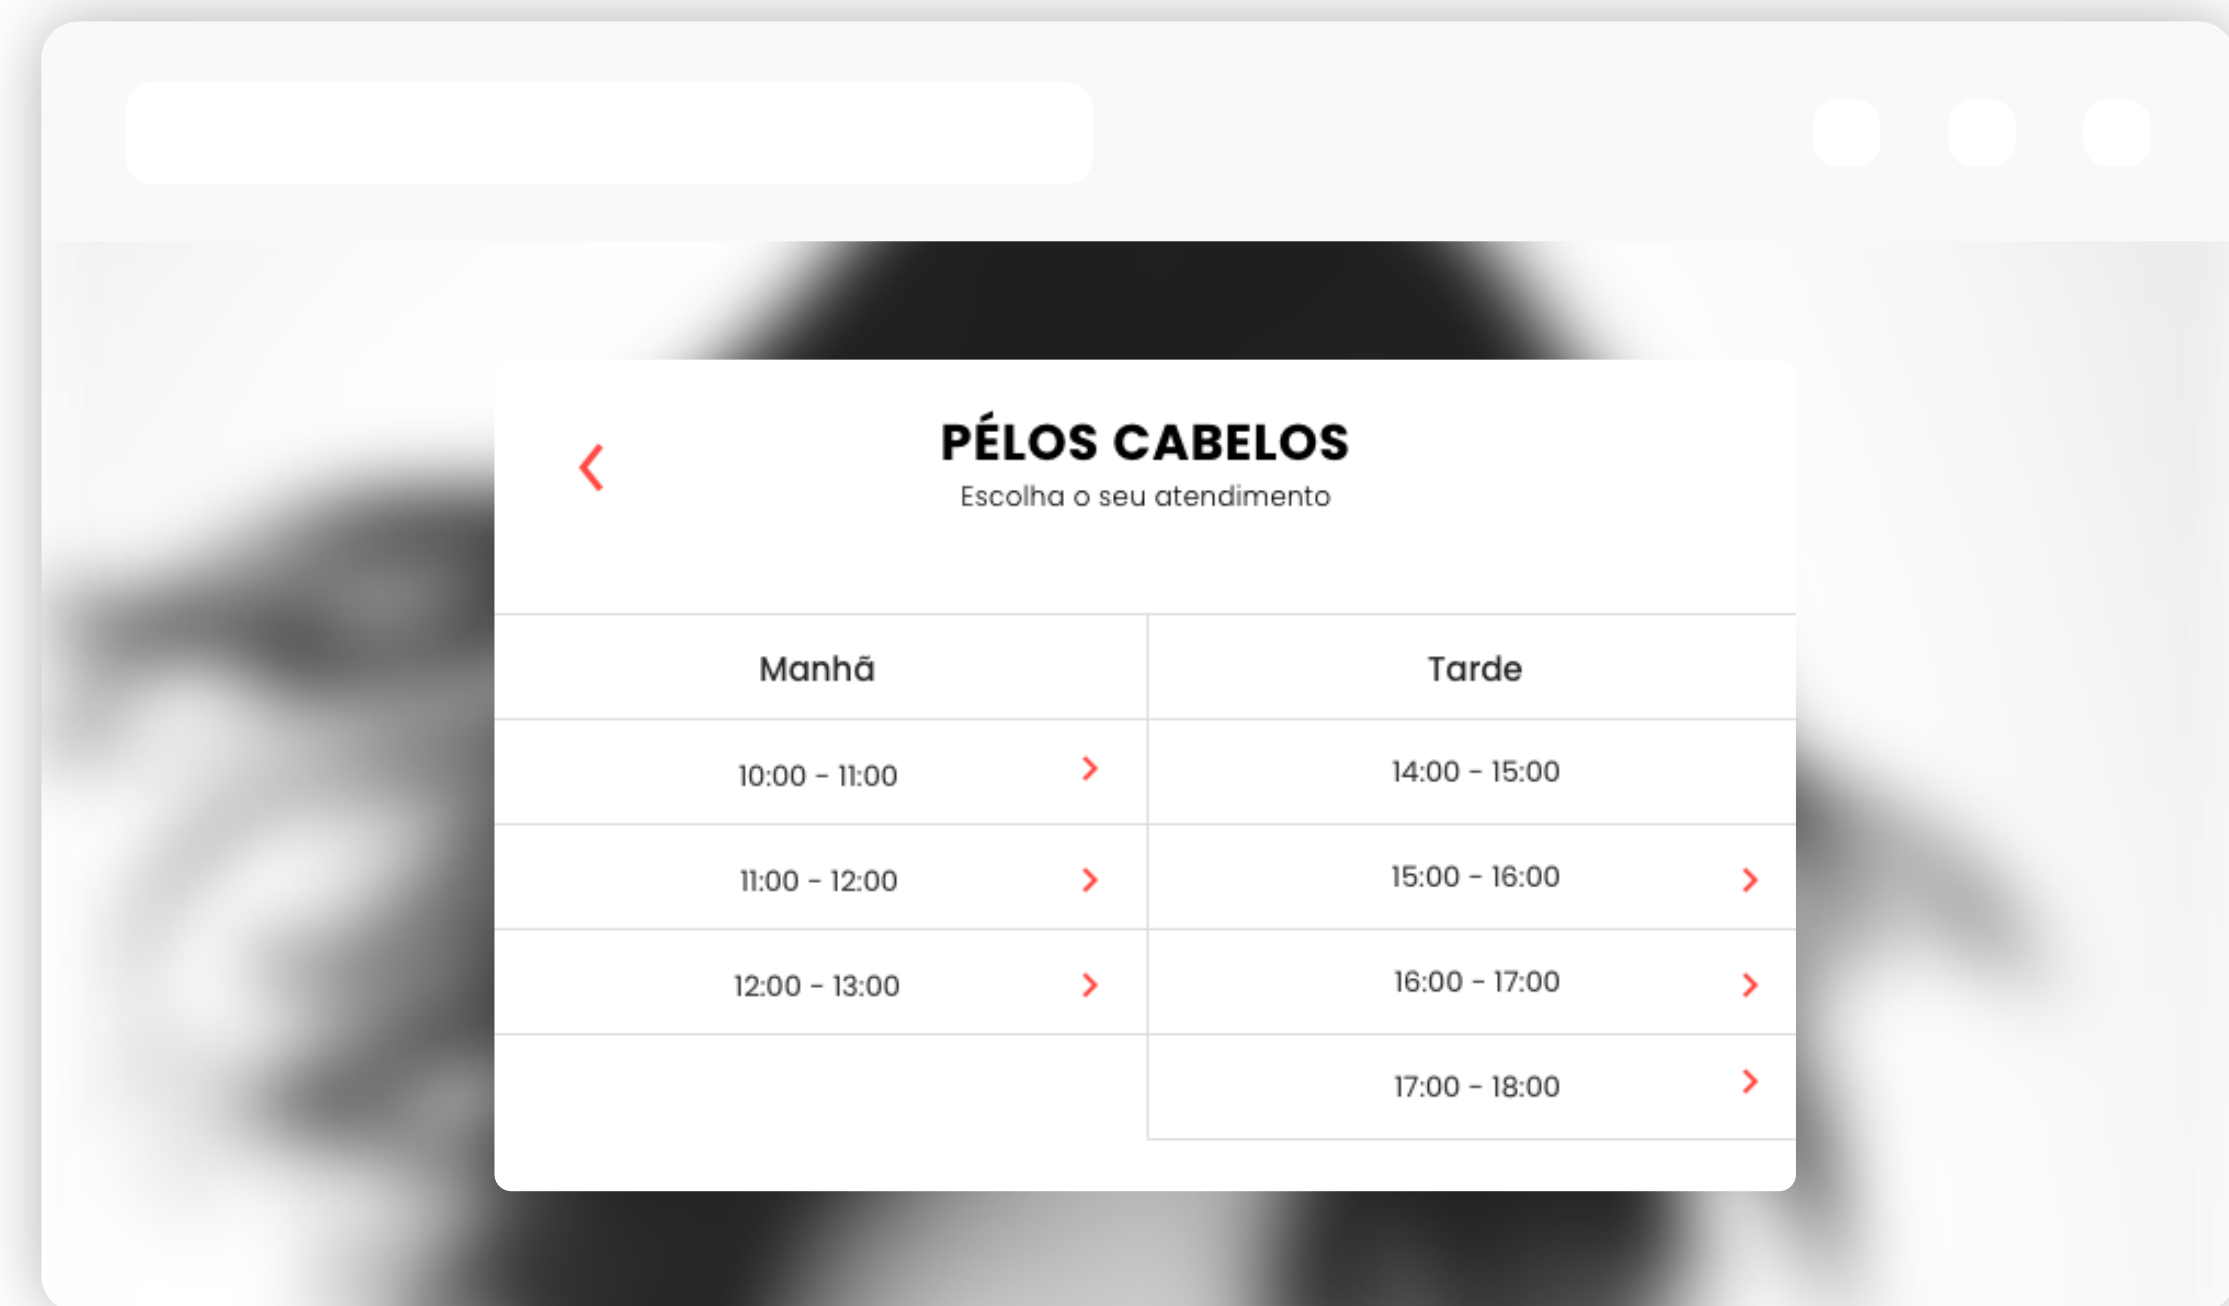 PÉLOS CABELOS
Escolha o seu atendimento
Manhã
10:00 - 11:00
11:00 - 12:00
12:00 - 13:00
Tarde
14:00 - 15:00
15:00 - 16:00
16:00 - 17:00
17:00 - 18:00